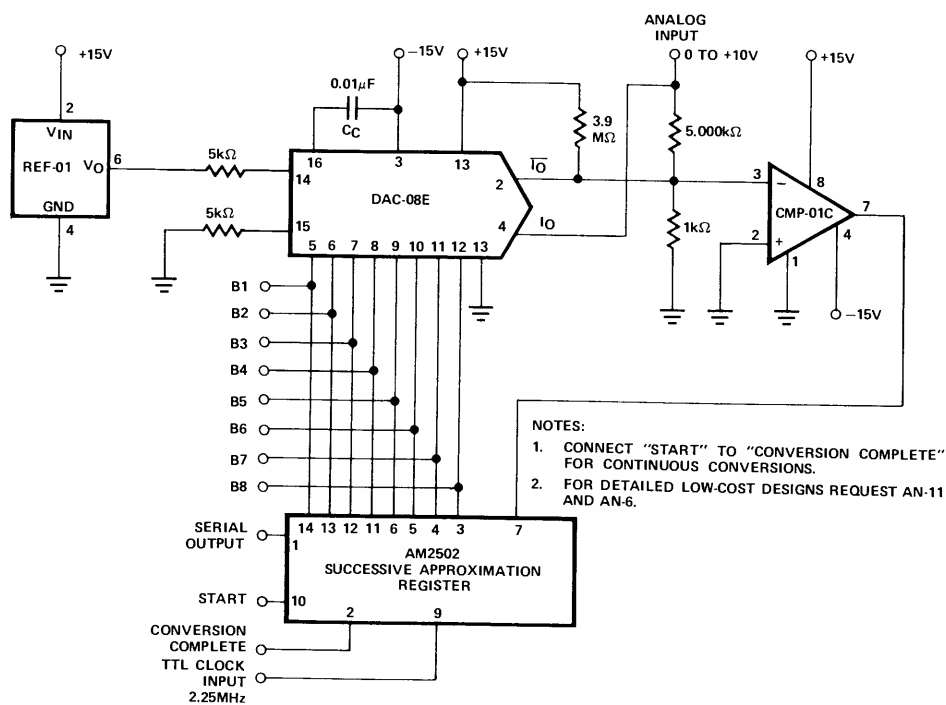 ANALOG
INPUT
+15V
-15V
+15V
0 TO +10V
+15V
0.01μF
CC
3.9
MΩ
5.000kΩ
2
VIN
REF-01
VO
6
GND
4
5kΩ
5kΩ
16
3
13
14
DAC-08E
15
2
IO
4
IO
5 6 7 8 9 10 11 12 13
3
−
8
CMP-01C
7
2
+
1
4
1kΩ
-15V
B1
B2
B3
B4
B5
B6
B7
B8
NOTES:
1. CONNECT "START" TO "CONVERSION COMPLETE"
FOR CONTINUOUS CONVERSIONS.
2. FOR DETAILED LOW-COST DESIGNS REQUEST AN-11
AND AN-6.
SERIAL
OUTPUT
14 13 12 11 6 5 4 3 7
1
AM2502
SUCCESSIVE APPROXIMATION
REGISTER
START
10
2
9
CONVERSION
COMPLETE
TTL CLOCK
INPUT
2.25MHz